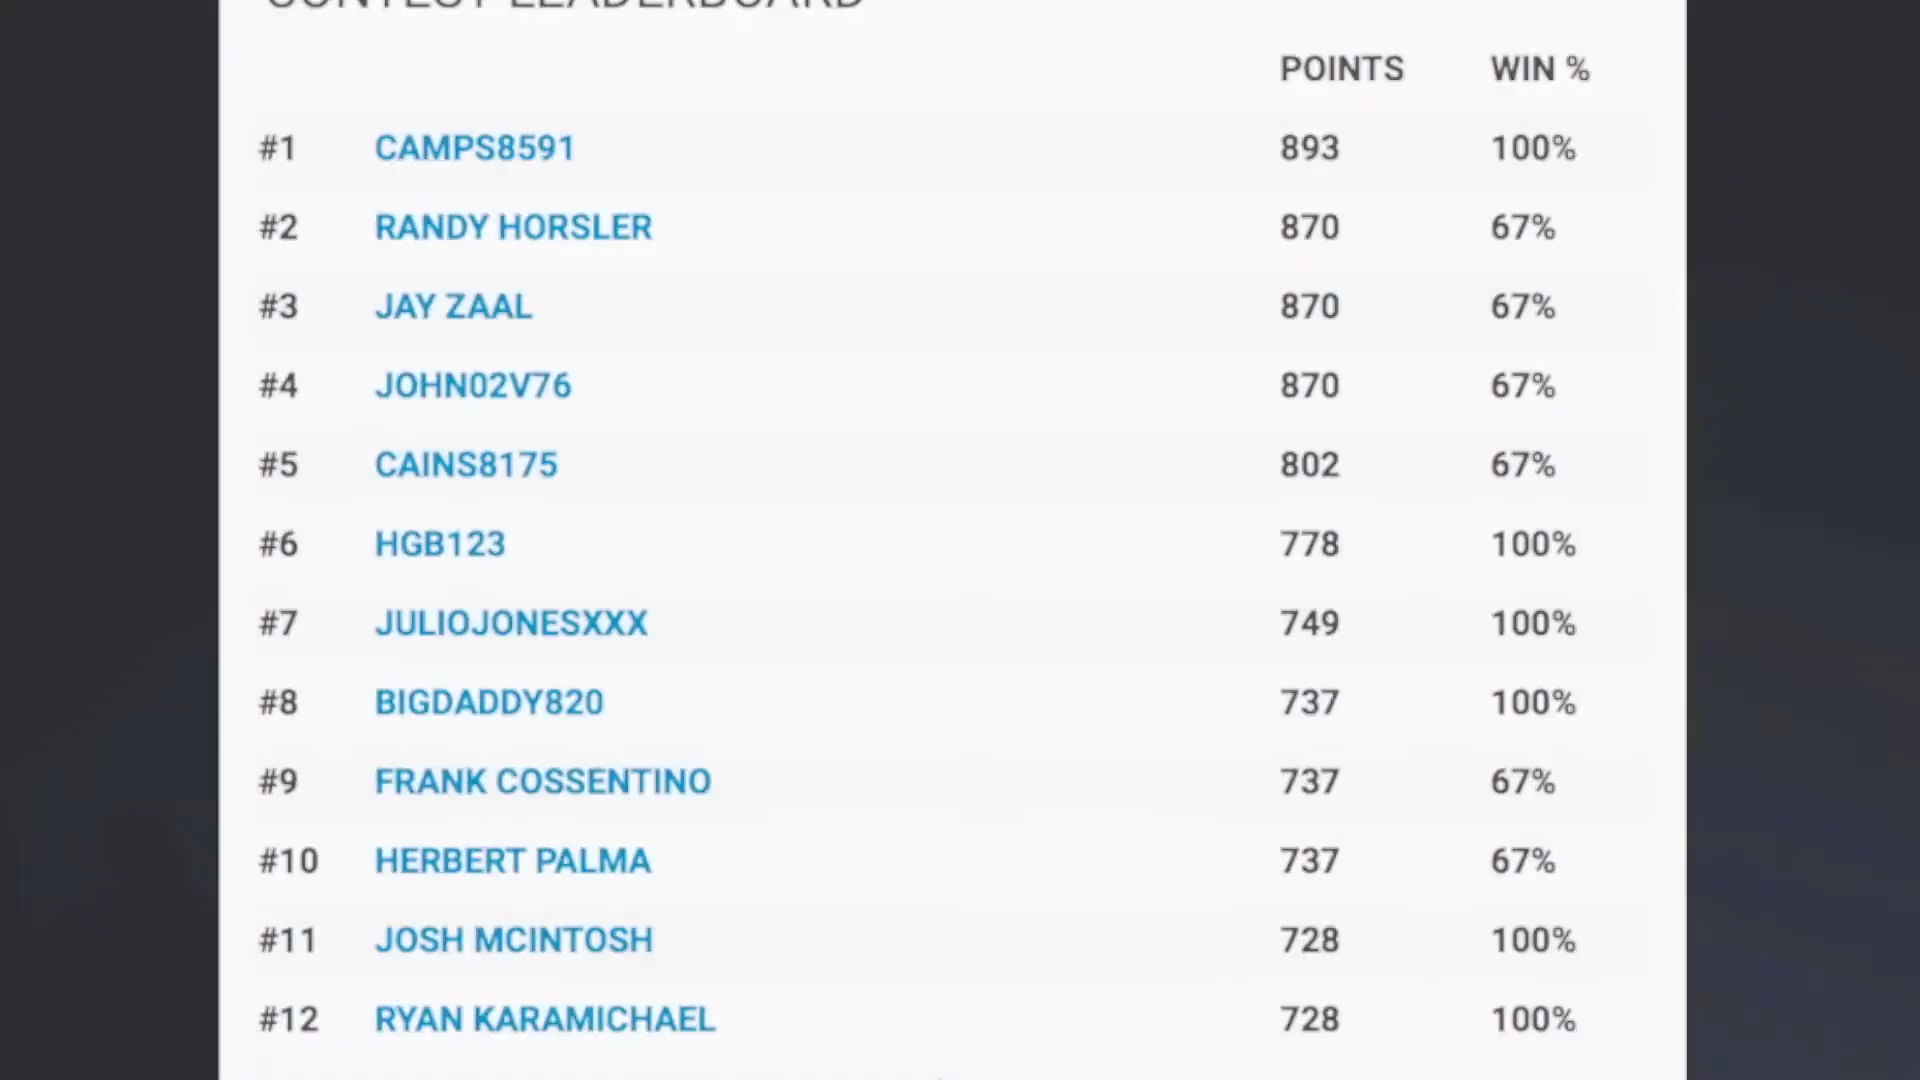 CONTEST LEADERBOARD
POINTS WIN %
#1 CAMPS8591 893 100%
#2 RANDY HORSLER 870 67%
#3 JAY ZAAL 870 67%
#4 JOHN02V76 870 67%
#5 CAINS8175 802 67%
#6 HGB123 778 100%
#7 JULIOJONESXXX 749 100%
#8 BIGDADDY820 737 100%
#9 FRANK COSSENTINO 737 67%
#10 HERBERT PALMA 737 67%
#11 JOSH MCINTOSH 728 100%
#12 RYAN KARAMICHAEL 728 100%